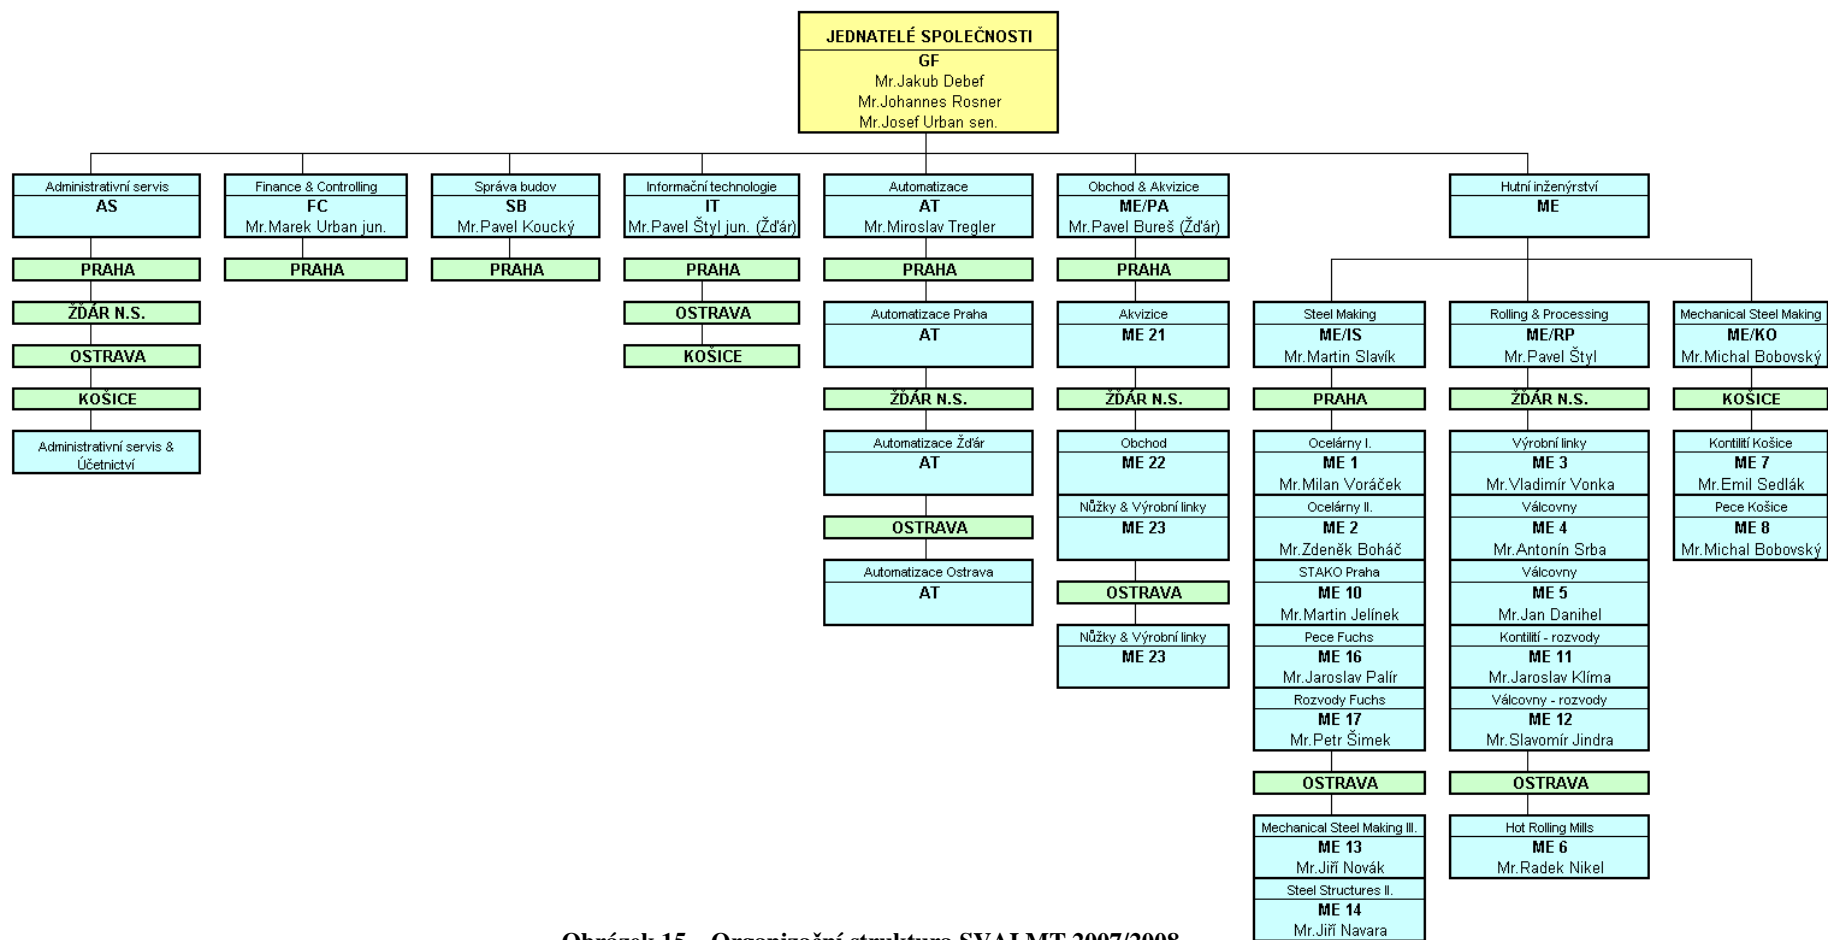 JEDNATELÉ SPOLEČNOSTI
GF
Mr.Jakub Debef
Mr.Johannes Rosner
Mr.Josef Urban sen.
Administrativní servis
AS
PRAHA
ŽĎÁR N.S.
OSTRAVA
KOŠICE
Administrativní servis &
Účetnictví
Finance & Controlling
FC
Mr.Marek Urban jun.
PRAHA
Správa budov
SB
Mr.Pavel Koucký
PRAHA
Informační technologie
IT
Mr.Pavel Štyl jun. (Žďár)
PRAHA
OSTRAVA
KOŠICE
Automatizace
AT
Mr.Miroslav Tregler
PRAHA
Automatizace Praha
AT
ŽĎÁR N.S.
Automatizace Žďár
AT
OSTRAVA
Automatizace Ostrava
AT
Obchod & Akvizice
ME/PA
Mr.Pavel Bureš (Žďár)
PRAHA
Akvizice
ME 21
ŽĎÁR N.S.
Obchod
ME 22
Nůžky & Výrobní linky
ME 23
OSTRAVA
Nůžky & Výrobní linky
ME 23
Hutní inženýrství
ME
Steel Making
ME/IS
Mr.Martin Slavík
PRAHA
Ocelárny I.
ME 1
Mr.Milan Voráček
Ocelárny II.
ME 2
Mr.Zdeněk Boháč
STAKO Praha
ME 10
Mr.Martin Jelínek
Pece Fuchs
ME 16
Mr.Jaroslav Palír
Rozvody Fuchs
ME 17
Mr.Petr Šimek
OSTRAVA
Mechanical Steel Making III.
ME 13
Mr.Jiří Novák
Steel Structures II.
ME 14
Mr.Jiří Navara
Rolling & Processing
ME/RP
Mr.Pavel Štyl
ŽĎÁR N.S.
Výrobní linky
ME 3
Mr.Vladimír Vonka
Válcovny
ME 4
Mr.Antonín Srba
Válcovny
ME 5
Mr.Jan Danihel
Kontilití - rozvody
ME 11
Mr.Jaroslav Klíma
Válcovny - rozvody
ME 12
Mr.Slavomír Jindra
OSTRAVA
Hot Rolling Mills
ME 6
Mr.Radek Nikel
Mechanical Steel Making
ME/KO
Mr.Michal Bobovský
KOŠICE
Kontilití Košice
ME 7
Mr.Emil Sedlák
Pece Košice
ME 8
Mr.Michal Bobovský
Obrázek 15 – Organizační struktura SVAI MT 2007/2008